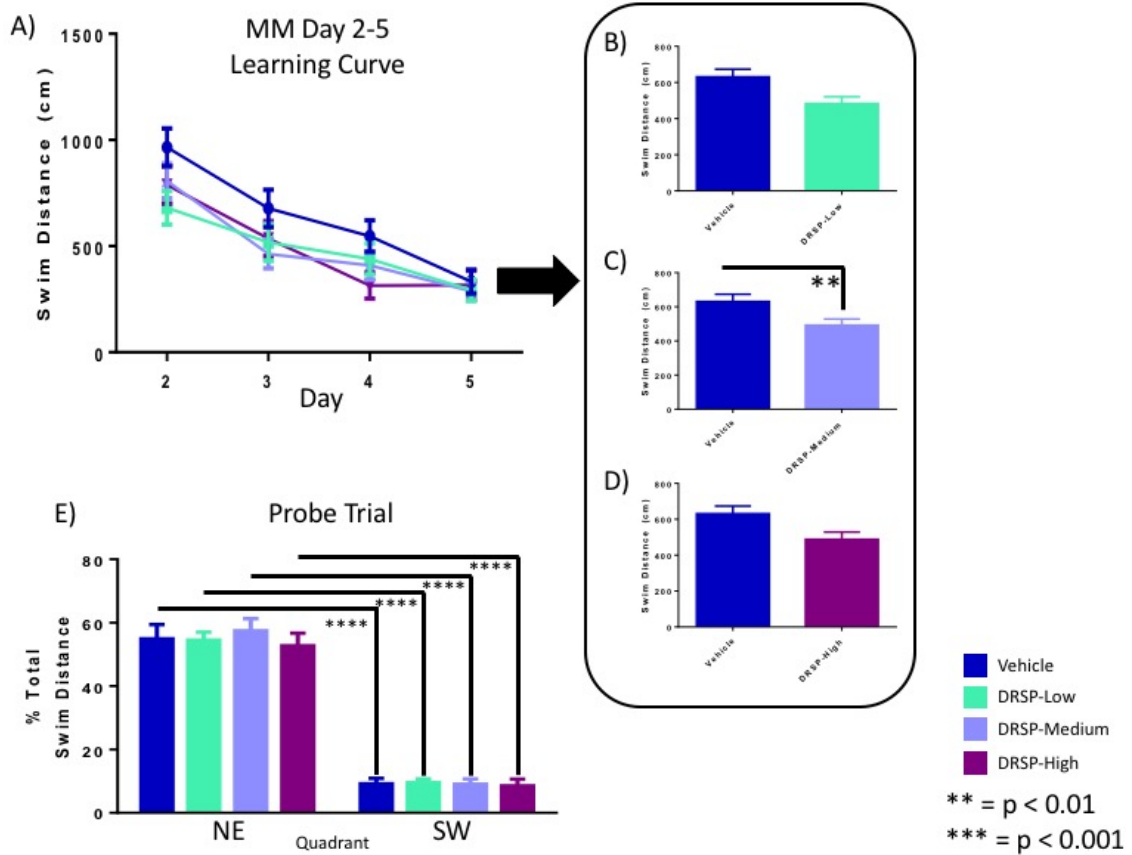 A)
MM Day 2-5
Learning Curve
Swim Distance (cm)
1500
1000
500
0
2 3 4 5
Day
B)
Swim Distance (cm)
800
600
400
200
0
Vehicle DRSP-Low
C)
**
Swim Distance (cm)
800
600
400
200
0
Vehicle DRSP-Medium
D)
Swim Distance (cm)
800
600
400
200
0
Vehicle DRSP-High
E)
Probe Trial
% Total
Swim Distance
80
60
40
20
0
****
****
****
****
NE SW
Quadrant
Vehicle
DRSP-Low
DRSP-Medium
DRSP-High
** = p < 0.01
*** = p < 0.001